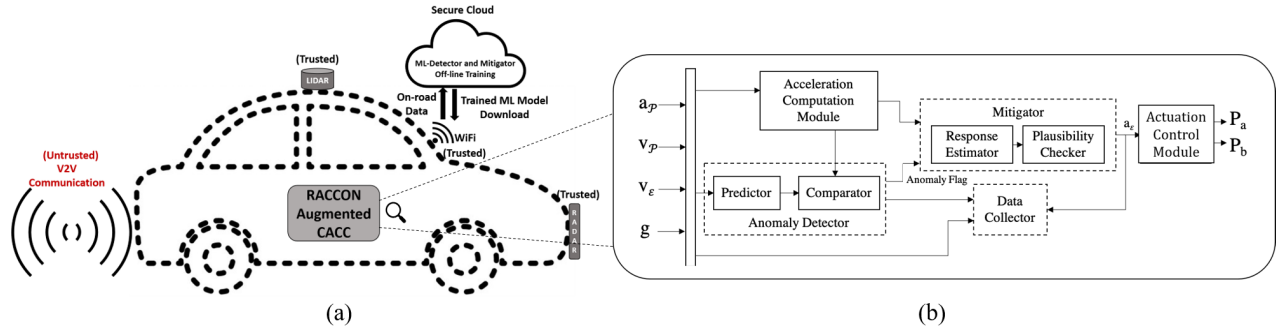 Secure Cloud
ML-Detector and Mitigator
Off-line Training
(Trusted)
LIDAR
On-road
Data
Trained ML Model
Download
WiFi
(Trusted)
(Untrusted)
V2V
Communication
RACCON
Augmented
CACC
(Trusted)
RADAR
(a)
a𝒫
v𝒫
vε
g
Acceleration
Computation
Module
Predictor
Comparator
Anomaly Detector
Anomaly Flag
Mitigator
Response
Estimator
Plausibility
Checker
aε
Data
Collector
Actuation
Control
Module
Pa
Pb
(b)